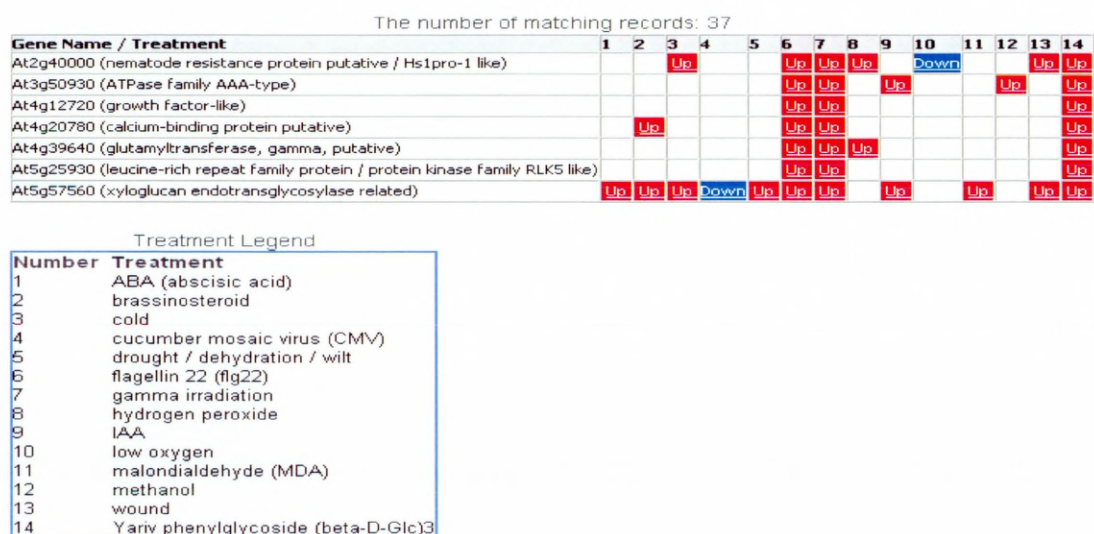 The number of matching records: 37
Gene Name / Treatment 1 2 3 4 5 6 7 8 9 10 11 12 13 14
At2g40000 (nematode resistance protein putative / Hs1pro-1 like) Up Up Up Up Down Up Up
At3g50930 (ATPase family AAA-type) Up Up Up Up Up
At4g12720 (growth factor-like) Up Up Up
At4g20780 (calcium-binding protein putative) Up Up Up Up
At4g39640 (glutamyltransferase, gamma, putative) Up Up Up Up
At5g25930 (leucine-rich repeat family protein / protein kinase family RLK5 like) Up Up Up
At5g57560 (xyloglucan endotransglycosylase related) Up Up Up Down Up Up Up Up Up Up Up
Treatment Legend
Number Treatment
1 ABA (abscisic acid)
2 brassinosteroid
3 cold
4 cucumber mosaic virus (CMV)
5 drought / dehydration / wilt
6 flagellin 22 (flg22)
7 gamma irradiation
8 hydrogen peroxide
9 IAA
10 low oxygen
11 malondialdehyde (MDA)
12 methanol
13 wound
14 Yariv phenylglycoside (beta-D-Glc)3